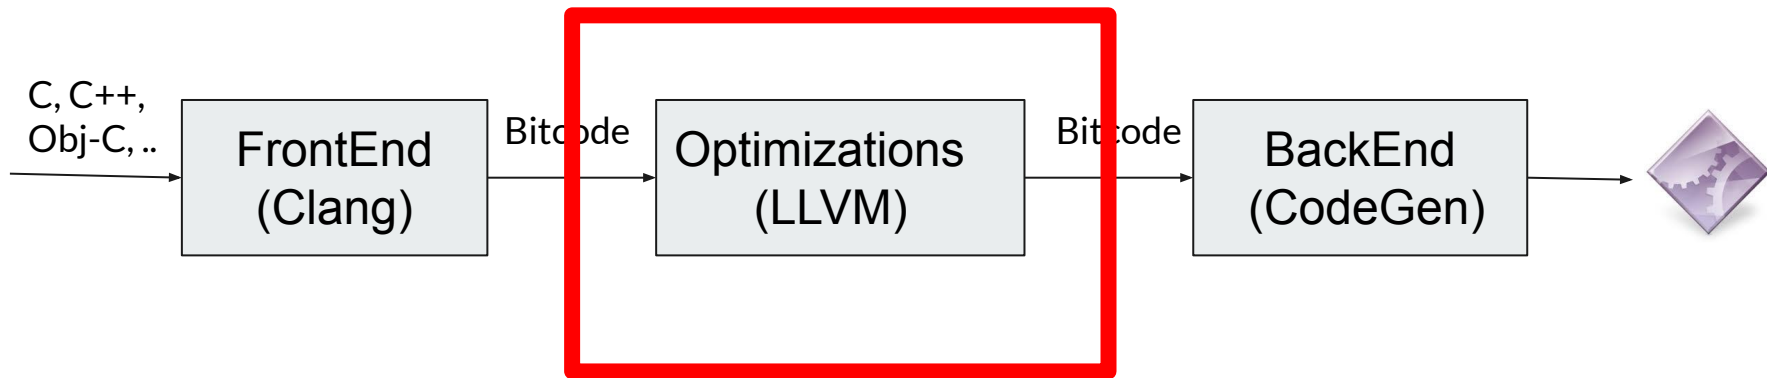 C, C++,
Obj-C, ..
FrontEnd
(Clang)
Bitcode
Optimizations
(LLVM)
Bitcode
BackEnd
(CodeGen)